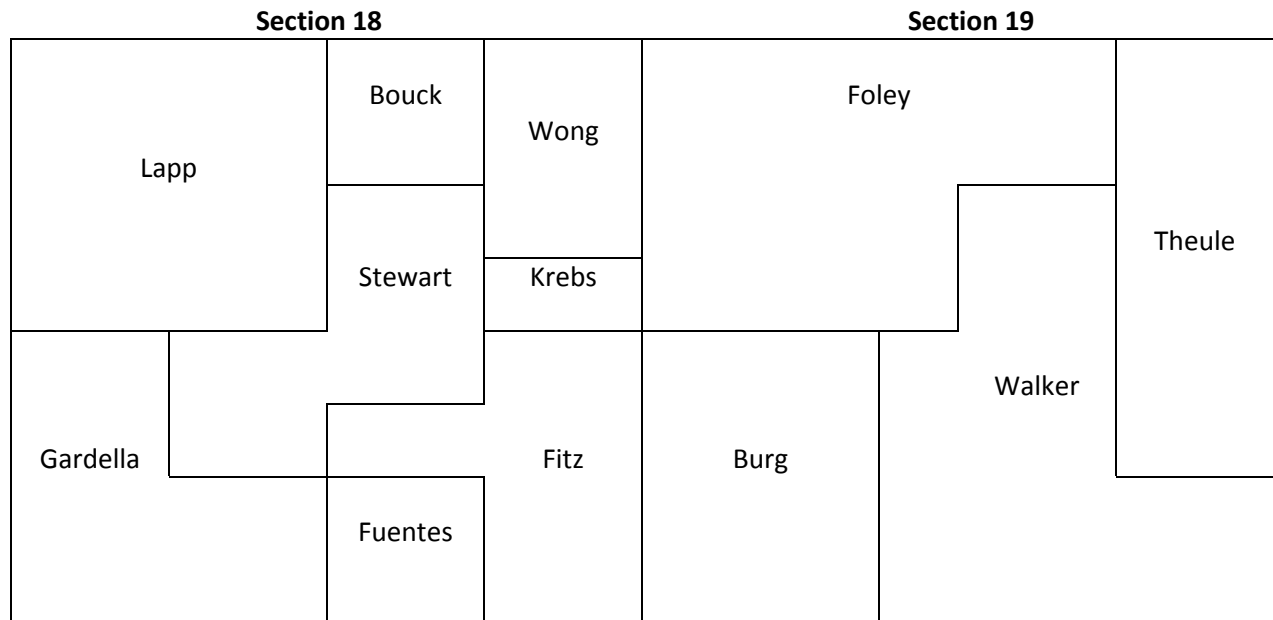 Section 18
Section 19
Bouck
Foley
Wong
Lapp
Theule
Stewart
Krebs
Walker
Gardella
Fitz
Burg
Fuentes